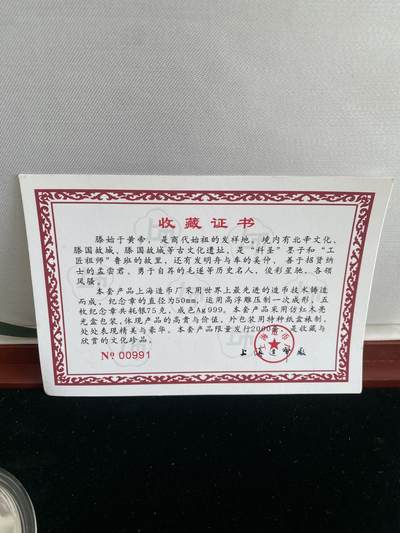 收藏证书
滕始于黄帝，是商代始祖的发祥地。境内有北辛文化、
滕国故城、薛国故城等古文化遗址，是“科圣”墨子和“工
匠祖师”鲁班的故里，还有发明舟与车的奚仲，善于招贤纳
士的孟尝君，勇于自荐的毛遂等历史名人，俊彩星驰、各领
风骚。
本套产品上海造币厂采用世界上最先进的造币技术铸造
而成，纪念章的直径为50mm，运用高浮雕压制一次成形，五
枚纪念章共耗银75克，成色Ag999。本套产品采用仿红木亮
光盒包装，体现产品的高贵与价值，外包装用特种纸盒裱制，
处处表现精美与豪华。本套产品限量发行2000套，是收藏与
欣赏的文化珍品。
№ 00991
上海造币厂